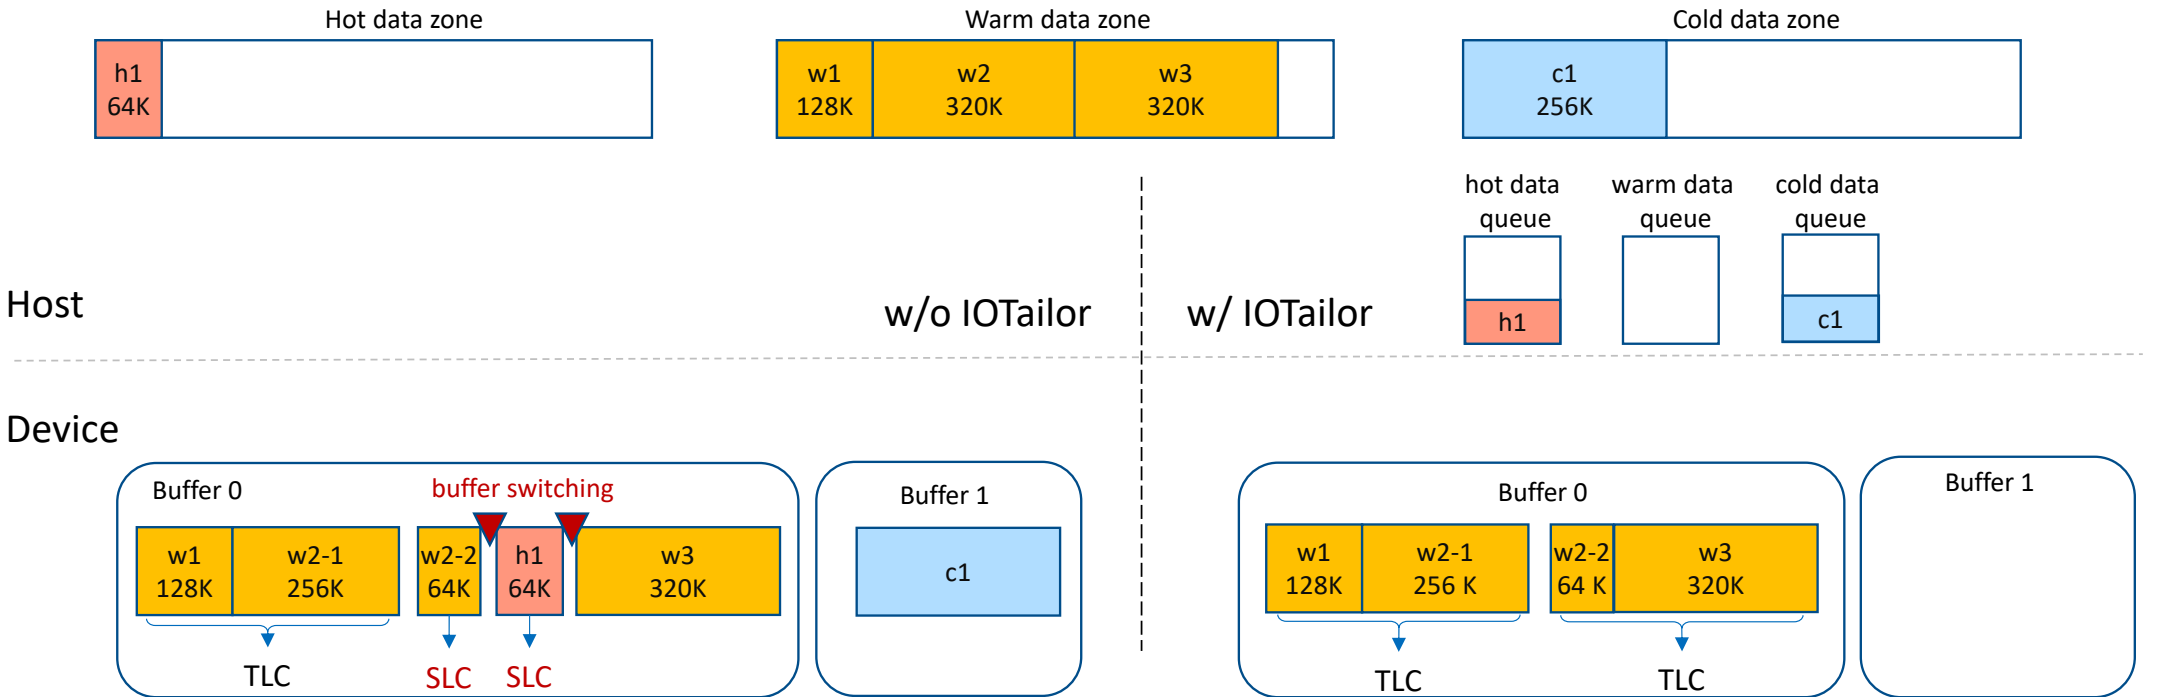 Hot data zone
Warm data zone
Cold data zone
h1
64K
w1
128K
w2
320K
w3
320K
c1
256K
hot data
queue
warm data
queue
cold data
queue
h1
c1
Host
w/o IOTailor
w/ IOTailor
Device
Buffer 0
buffer switching
w1
128K
w2-1
256K
w2-2
64K
h1
64K
w3
320K
TLC
SLC
SLC
Buffer 1
c1
Buffer 0
w1
128K
w2-1
256 K
w2-2
64 K
w3
320K
TLC
TLC
Buffer 1